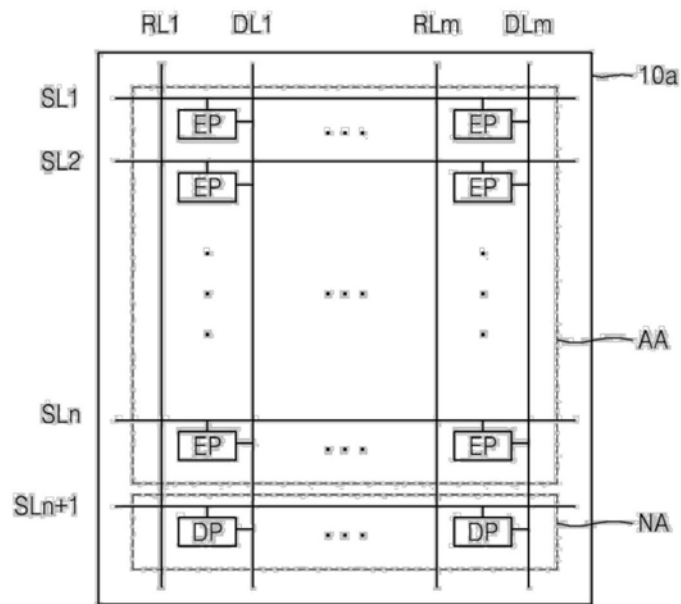 RL1 DL1 RLm DLm
10a
SL1
EP EP
SL2
EP EP
AA
SLn
EP EP
SLn+1
DP DP
NA